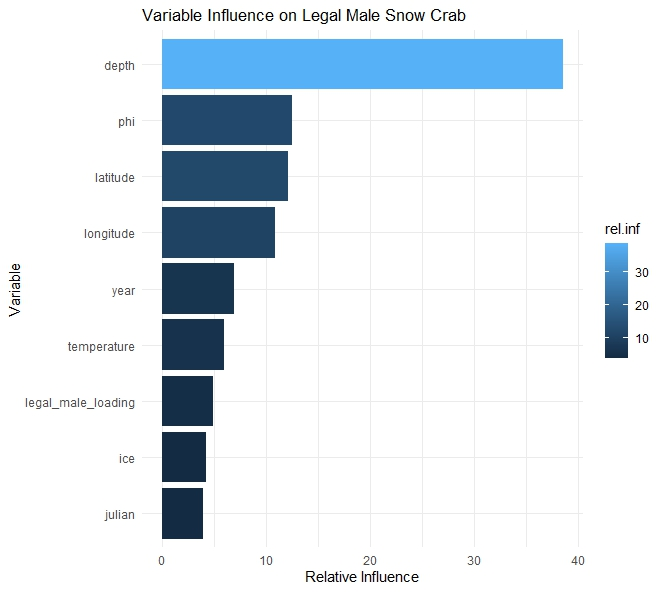 Variable Influence on Legal Male Snow Crab
Variable
depth
phi
latitude
longitude
year
temperature
legal_male_loading
ice
julian
0 10 20 30 40
Relative Influence
rel.inf
30
20
10